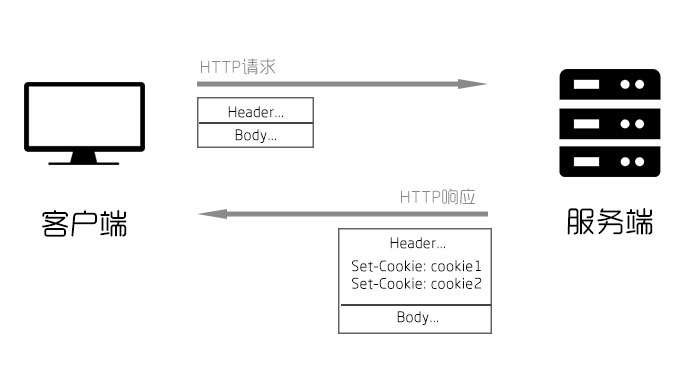 HTTP请求
Header...
Body...
客户端
服务端
HTTP响应
Header...
Set-Cookie: cookie1
Set-Cookie: cookie2
Body...